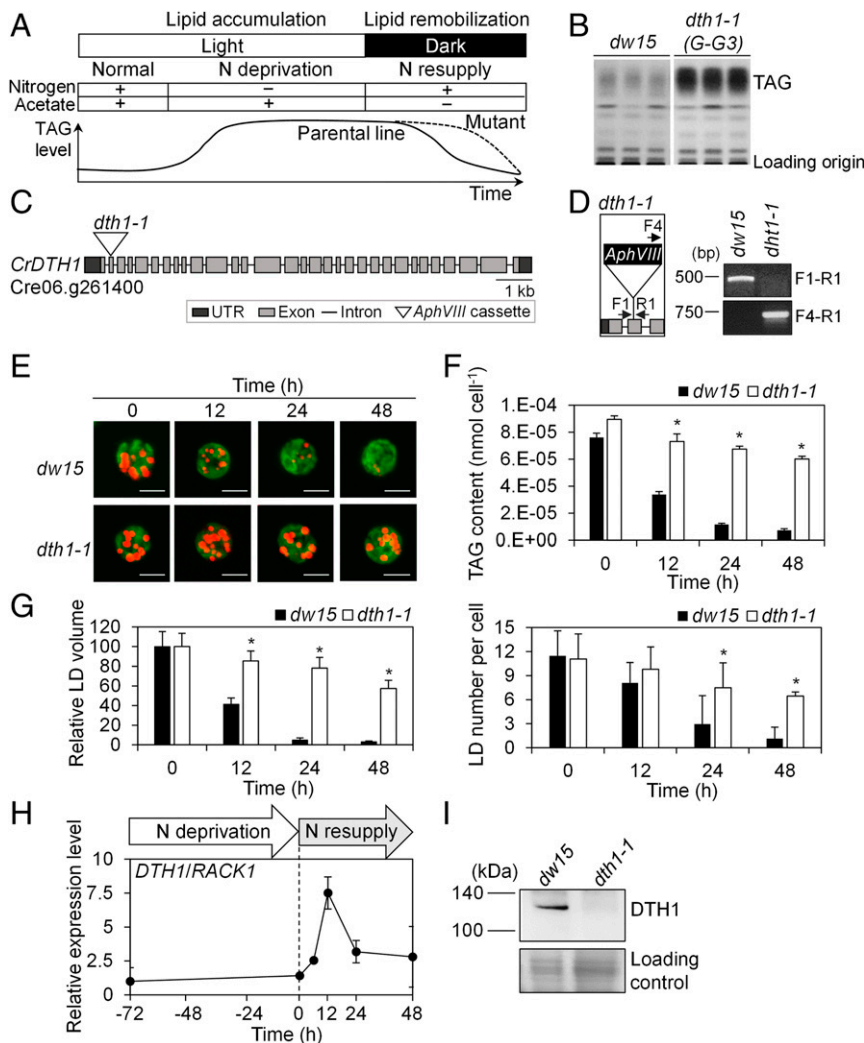 A
Lipid accumulation Lipid remobilization
Light Dark
Normal N deprivation N resupply
Nitrogen + − +
Acetate + + −
TAG level
Parental line
Mutant
Time
B
dw15 dth1-1 (G-G3)
TAG
Loading origin
C
dth1-1
CrDTH1
Cre06.g261400
1 kb
UTR Exon Intron AphVIII cassette
D
dth1-1
F4
AphVIII
F1 R1
(bp) dw15 dht1-1
500 F1-R1
750 F4-R1
E
Time (h)
0 12 24 48
dw15
dth1-1
F
dw15 dth1-1
TAG content (nmol cell-1)
1.E-04
8.E-05
6.E-05
4.E-05
2.E-05
0.E+00
* * *
0 12 24 48
Time (h)
G
dw15 dth1-1
Relative LD volume
120
100
80
60
40
20
0
* * *
0 12 24 48
Time (h)
dw15 dth1-1
LD number per cell
15
12
9
6
3
0
* *
0 12 24 48
Time (h)
H
N deprivation N resupply
Relative expression level
DTH1/RACK1
10
7.5
5
2.5
0
-72 -48 -24 0 12 24 36 48
Time (h)
I
(kDa) dw15 dth1-1
140
100
DTH1
Loading control